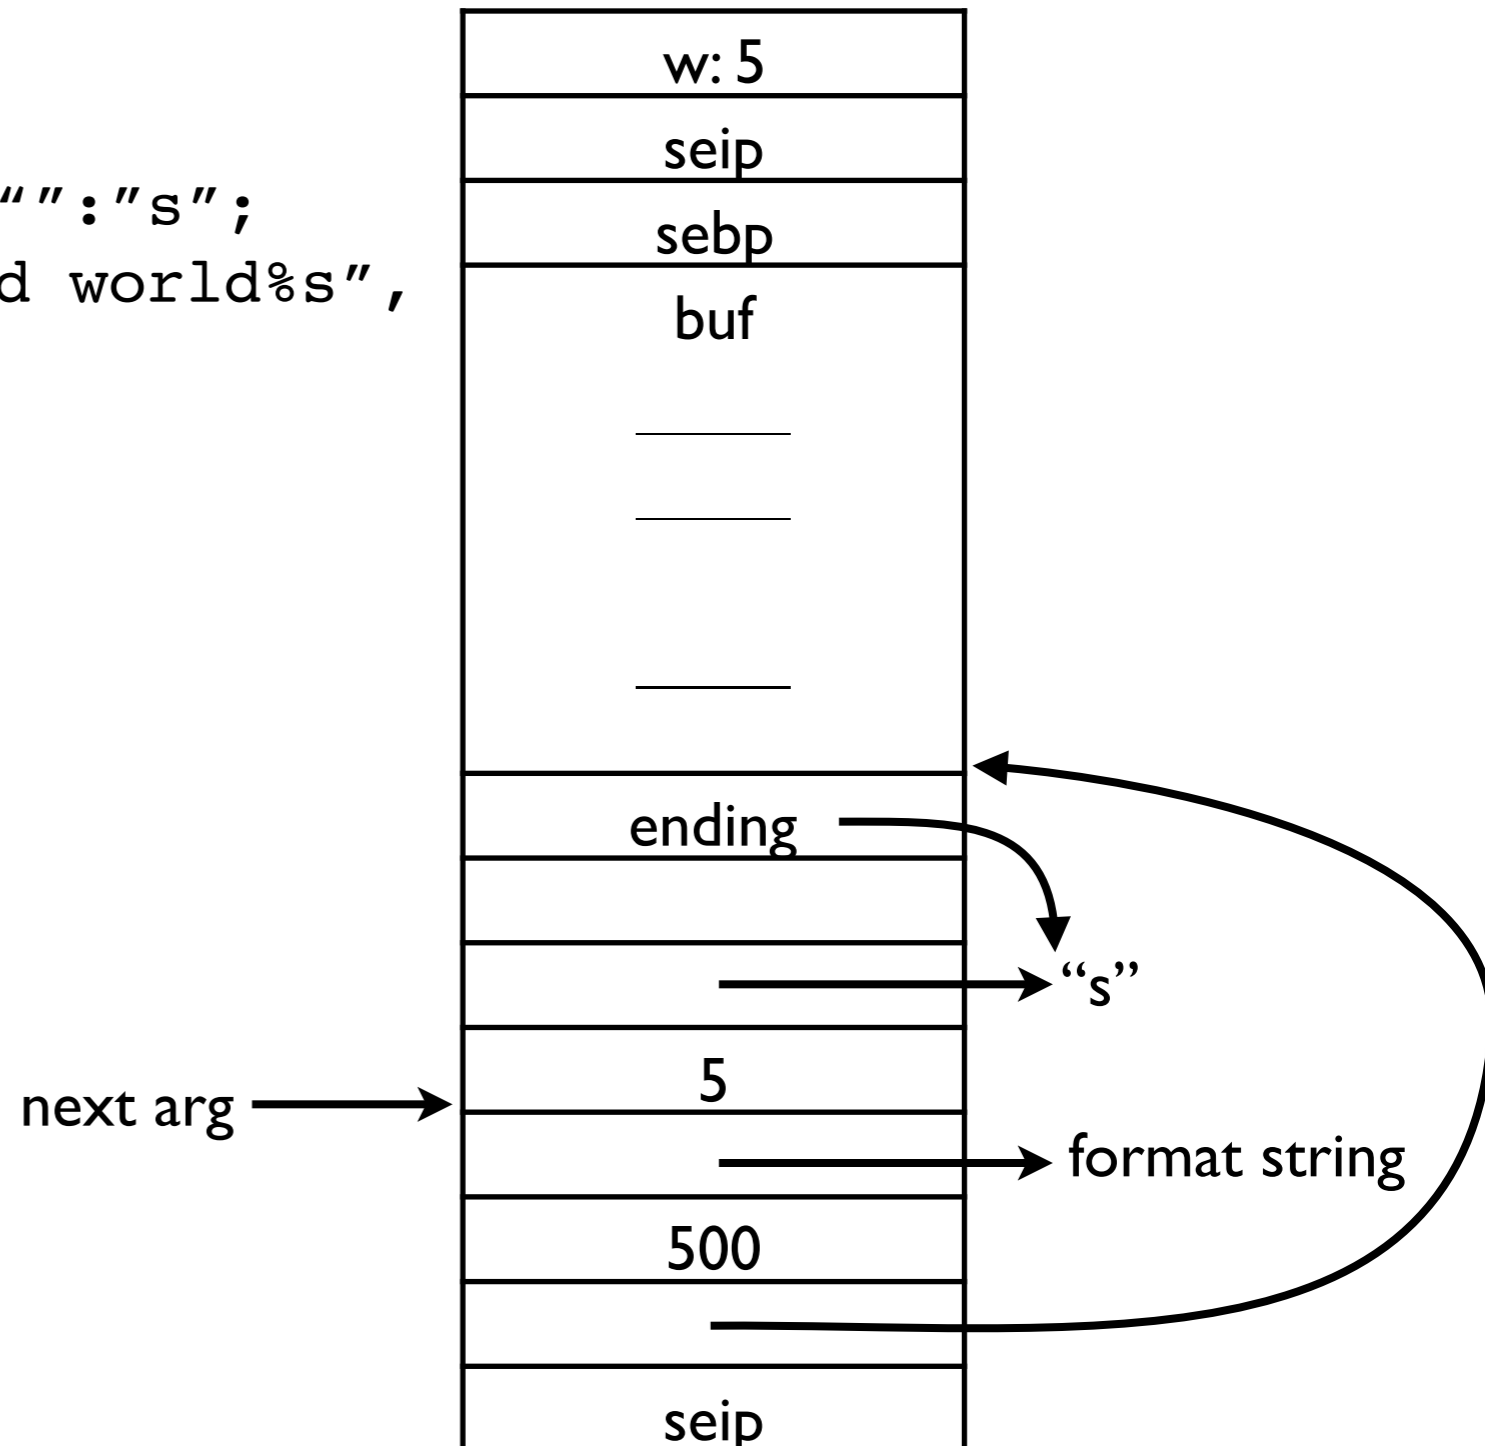 w: 5
seip
“”:”s”;
sebp
d world%s”,
buf
ending
“s”
5
next arg
format string
500
seip